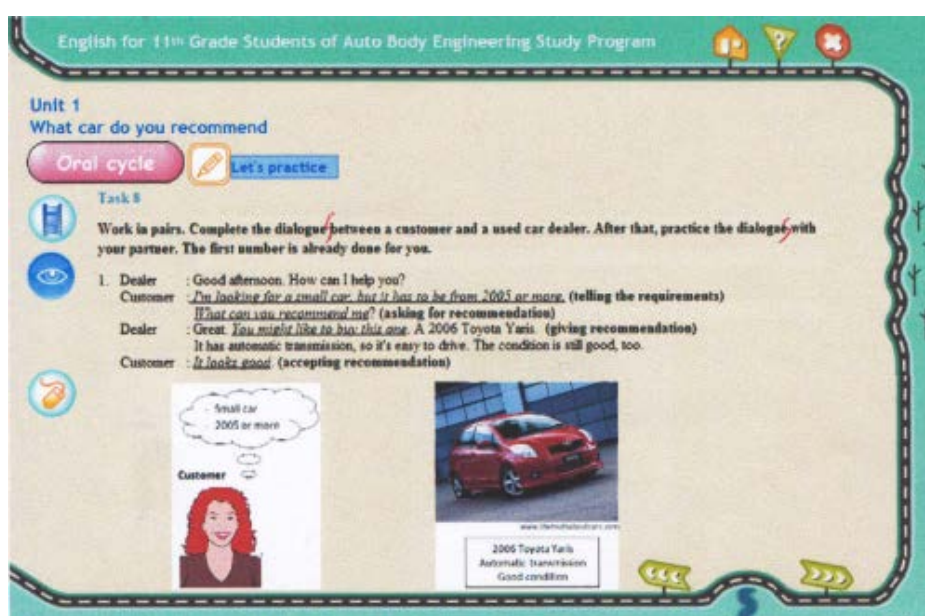 English for 11th Grade Students of Auto Body Engineering Study Program
Unit 1
What car do you recommend
Oral cycle
Let's practice
Task 8
Work in pairs. Complete the dialogue between a customer and a used car dealer. After that, practice the dialogue with
your partner. The first number is already done for you.
1. Dealer : Good afternoon. How can I help you?
Customer : I'm looking for a small car, but it has to be from 2005 or more. (telling the requirements)
What can you recommend me? (asking for recommendation)
Dealer : Great. You might like to buy this one. A 2006 Toyota Yaris. (giving recommendation)
It has automatic transmission, so it's easy to drive. The condition is still good, too.
Customer : It looks good. (accepting recommendation)
Small car
2005 or more
Customer
2006 Toyota Yaris
Automatic transmission
Good condition